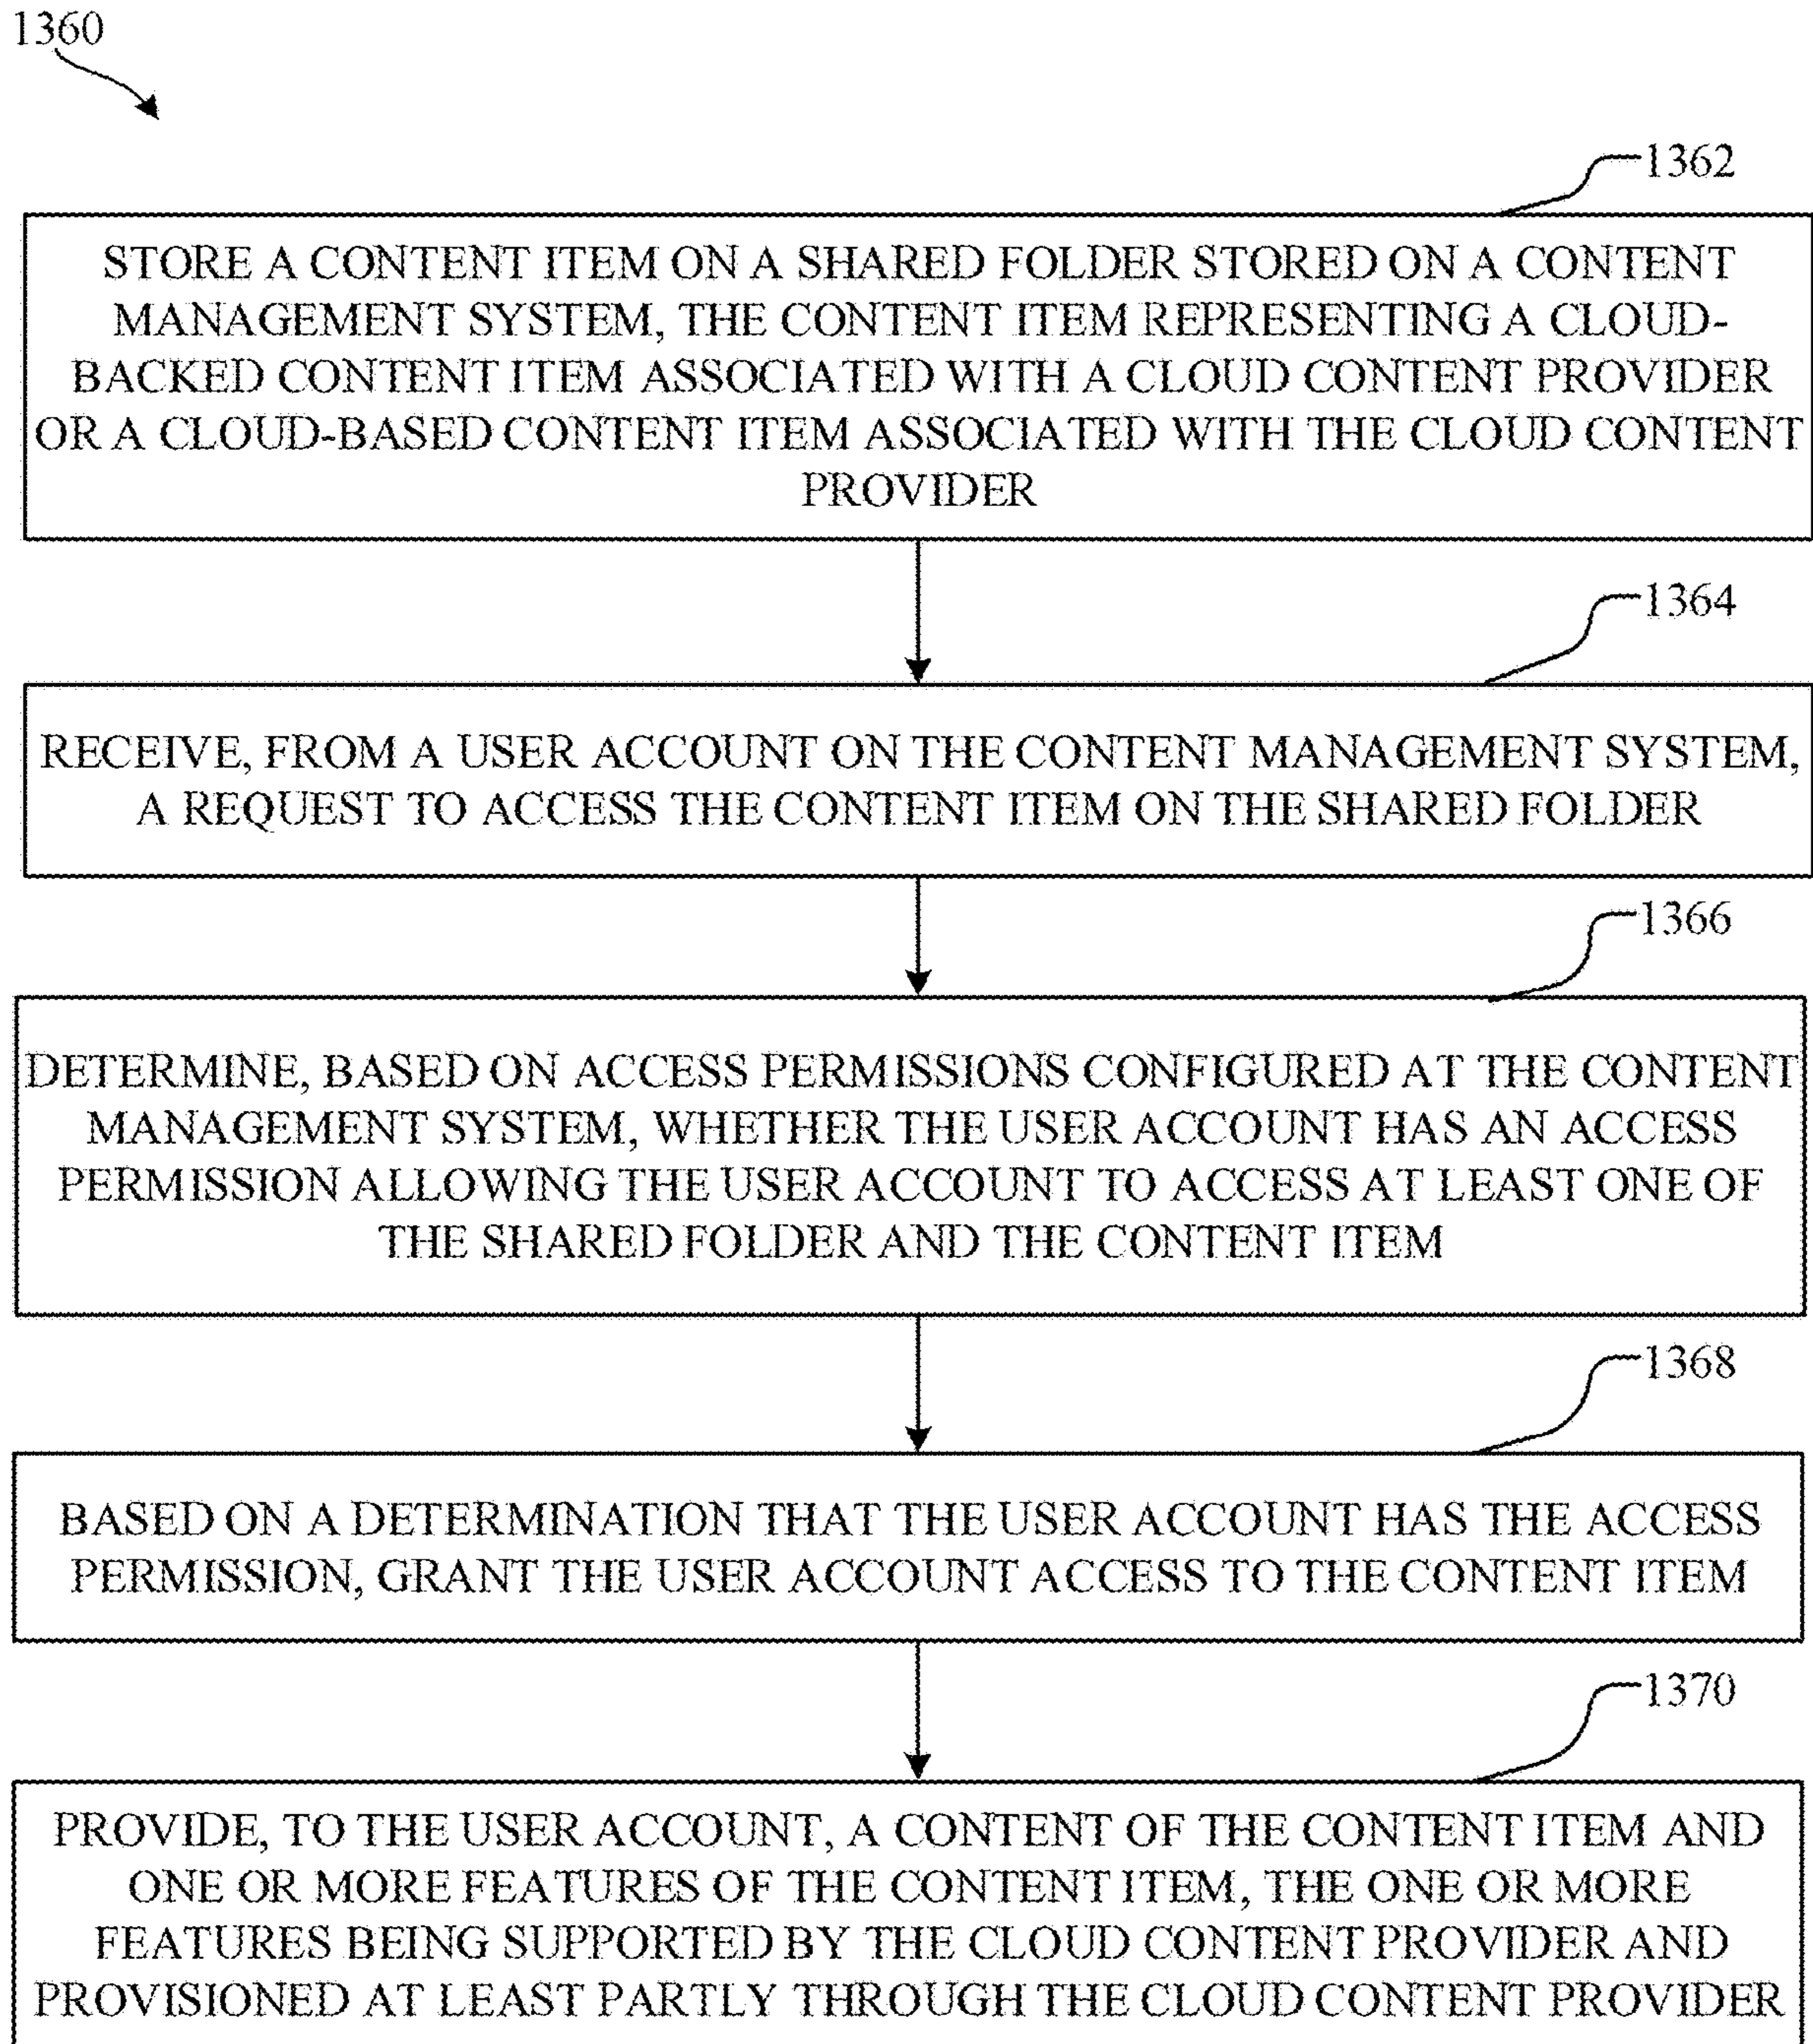 1360
1362
STORE A CONTENT ITEM ON A SHARED FOLDER STORED ON A CONTENT
MANAGEMENT SYSTEM, THE CONTENT ITEM REPRESENTING A CLOUD-
BACKED CONTENT ITEM ASSOCIATED WITH A CLOUD CONTENT PROVIDER
OR A CLOUD-BASED CONTENT ITEM ASSOCIATED WITH THE CLOUD CONTENT
PROVIDER
1364
RECEIVE, FROM A USER ACCOUNT ON THE CONTENT MANAGEMENT SYSTEM,
A REQUEST TO ACCESS THE CONTENT ITEM ON THE SHARED FOLDER
1366
DETERMINE, BASED ON ACCESS PERMISSIONS CONFIGURED AT THE CONTENT
MANAGEMENT SYSTEM, WHETHER THE USER ACCOUNT HAS AN ACCESS
PERMISSION ALLOWING THE USER ACCOUNT TO ACCESS AT LEAST ONE OF
THE SHARED FOLDER AND THE CONTENT ITEM
1368
BASED ON A DETERMINATION THAT THE USER ACCOUNT HAS THE ACCESS
PERMISSION, GRANT THE USER ACCOUNT ACCESS TO THE CONTENT ITEM
1370
PROVIDE, TO THE USER ACCOUNT, A CONTENT OF THE CONTENT ITEM AND
ONE OR MORE FEATURES OF THE CONTENT ITEM, THE ONE OR MORE
FEATURES BEING SUPPORTED BY THE CLOUD CONTENT PROVIDER AND
PROVISIONED AT LEAST PARTLY THROUGH THE CLOUD CONTENT PROVIDER